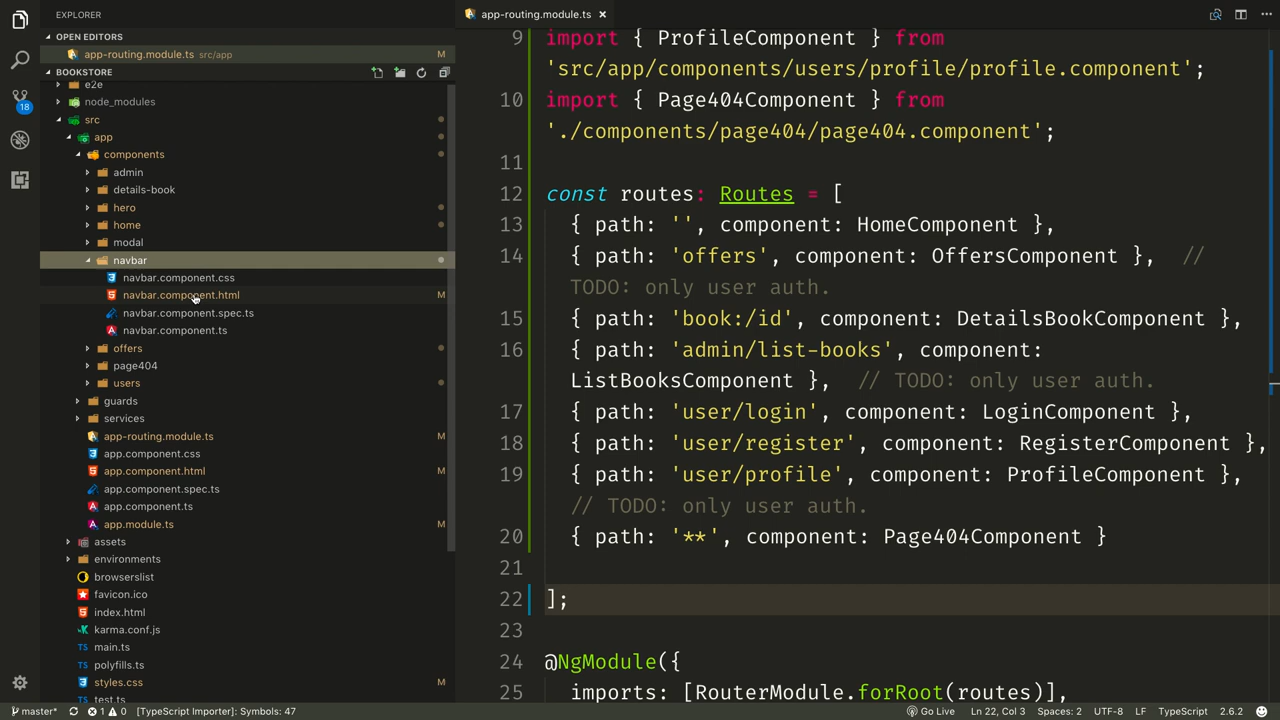 EXPLORER
OPEN EDITORS
app-routing.module.ts src/app M
BOOKSTORE
e2e
node_modules
src
app
components
admin
details-book
hero
home
modal
navbar
navbar.component.css
navbar.component.html M
navbar.component.spec.ts
navbar.component.ts
offers
page404
users
guards
services
app-routing.module.ts M
app.component.css
app.component.html M
app.component.spec.ts
app.component.ts
app.module.ts M
assets
environments
browserslist
favicon.ico
index.html
karma.conf.js
TS main.ts
TS polyfills.ts
styles.css M
test.ts
18
app-routing.module.ts ×
9 import { ProfileComponent } from
'src/app/components/users/profile/profile.component';
10 import { Page404Component } from
'./components/page404/page404.component';
11
12 const routes: Routes = [
13 { path: '', component: HomeComponent },
14 { path: 'offers', component: OffersComponent }, //
TODO: only user auth.
15 { path: 'book:/id', component: DetailsBookComponent },
16 { path: 'admin/list-books', component:
ListBooksComponent }, // TODO: only user auth.
17 { path: 'user/login', component: LoginComponent },
18 { path: 'user/register', component: RegisterComponent },
19 { path: 'user/profile', component: ProfileComponent },
// TODO: only user auth.
20 { path: '**', component: Page404Component }
21
22 ];
23
24 @NgModule({
25 imports: [RouterModule.forRoot(routes)],
master* 1 0 [TypeScript Importer]: Symbols: 47 Go Live Ln 22, Col 3 Spaces: 2 UTF-8 LF TypeScript 2.6.2